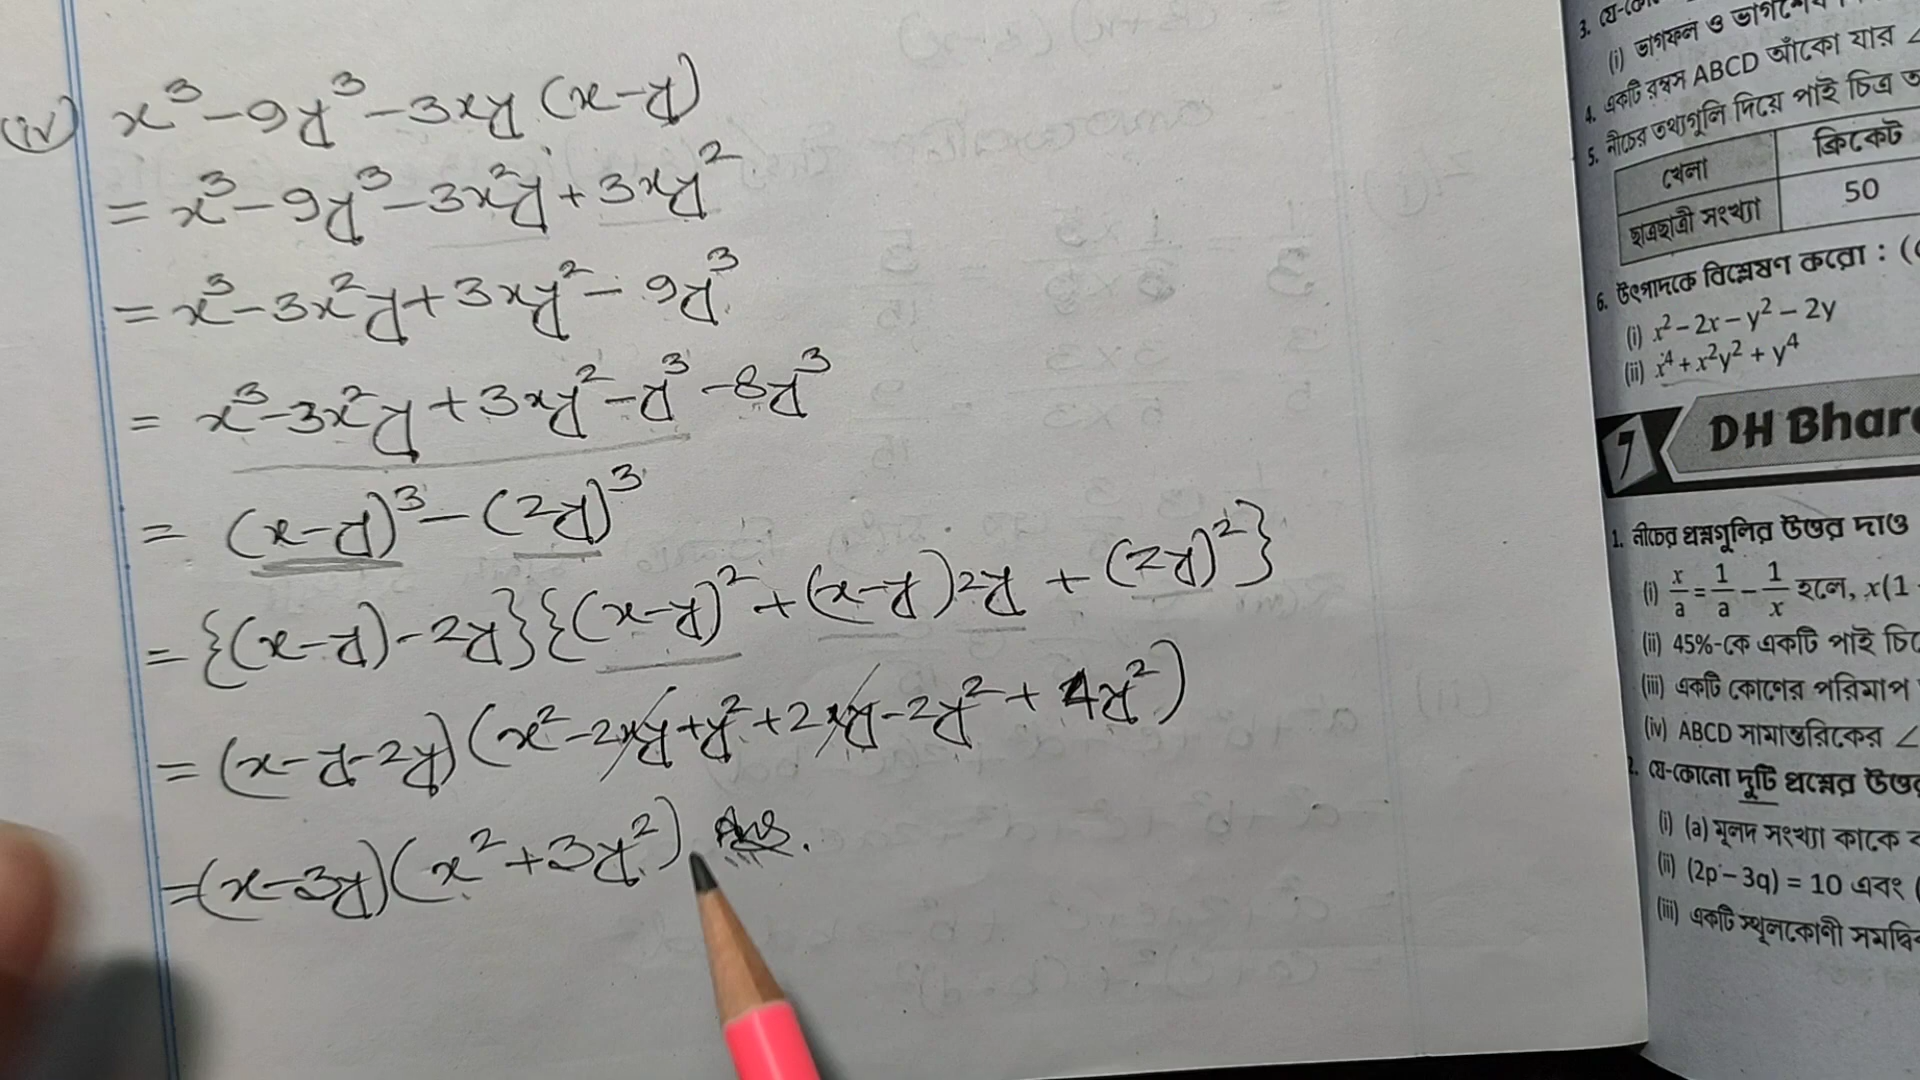 (iv) x³ - 9y³ - 3xy (x-y)
= x³ - 9y³ - 3x²y + 3xy²
= x³ - 3x²y + 3xy² - 9y³
= x³ - 3x²y + 3xy² - y³ - 8y³
= (x-y)³ - (2y)³
= {(x-y) - 2y}{(x-y)² + (x-y)2y + (2y)²}
= (x-y-2y)(x² - 2xy + y² + 2xy - 2y² + 4y²)
= (x-3y)(x² + 3y²) Ans.
3.
(i) ভাগফল ও
4. একটি রম্বস ABCD আঁকো যার
5. নীচের তথ্যগুলি দিয়ে পাই চিত্র
খেলা ক্রিকেট
ছাত্রছাত্রী সংখ্যা 50
6. উৎপাদকে বিশ্লেষণ করো : (
(i) x² – 2x – y² – 2y
(ii) x⁴ + x²y² + y⁴
7 DH Bhar
1. নীচের প্রশ্নগুলির উত্তর দাও
(i) x/a = 1/a – 1/x হলে, x(1
(ii) 45%-কে একটি পাই
(iii) একটি কোণের পরিমাপ
(iv) ABCD সামান্তরিকের ∠
2. যে-কোনো দুটি প্রশ্নের উত্তর
(i) (a) মূলদ সংখ্যা কাকে
(ii) (2p – 3q) = 10 এবং (
(iii) একটি স্থূলকোণী